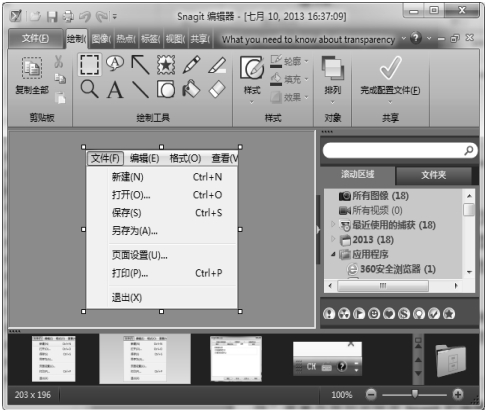 Snagit 编辑器 - [七月 10, 2013 16:37:09]
文件(F) 绘制( 图像( 热点( 标签( 视图( 共享( What you need to know about transparency
复制全部 样式 轮廓 填充 效果 排列 完成配置文件(E)
剪贴板 绘制工具 样式 对象 共享
文件(F) 编辑(E) 格式(O) 查看(V
新建(N) Ctrl+N
打开(O)... Ctrl+O
保存(S) Ctrl+S
另存为(A)...
页面设置(U)...
打印(P)... Ctrl+P
退出(X)
滚动区域 文件夹
所有图像 (18)
所有视频 (0)
最近使用的捕获 (18)
2013 (18)
应用程序
360安全浏览器 (1)
CK
203 x 196 100%